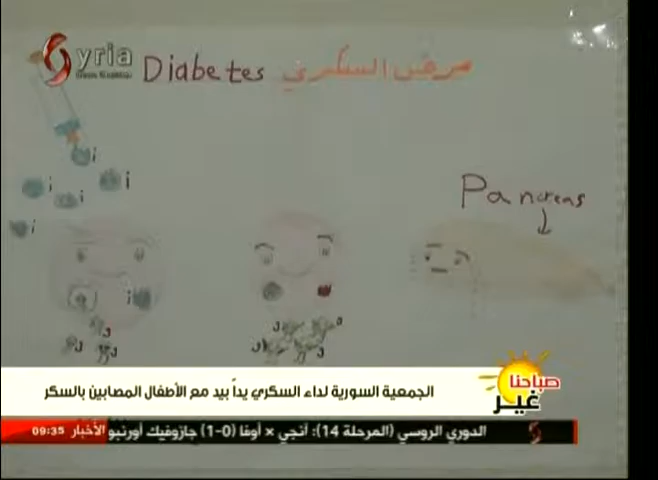 Syria
Diabetes مرض السكري
i
i
i
i
i
Pancreas
i
د
د
د
د
د
د
د
الجمعية السورية لداء السكري يداً بيد مع الأطفال المصابين بالسكر
صباحنا
غير
الدوري الروسي (المرحلة 14): أنجي × أوفا (0-1) جازوفيك أورنبو
الأخبار 09:35